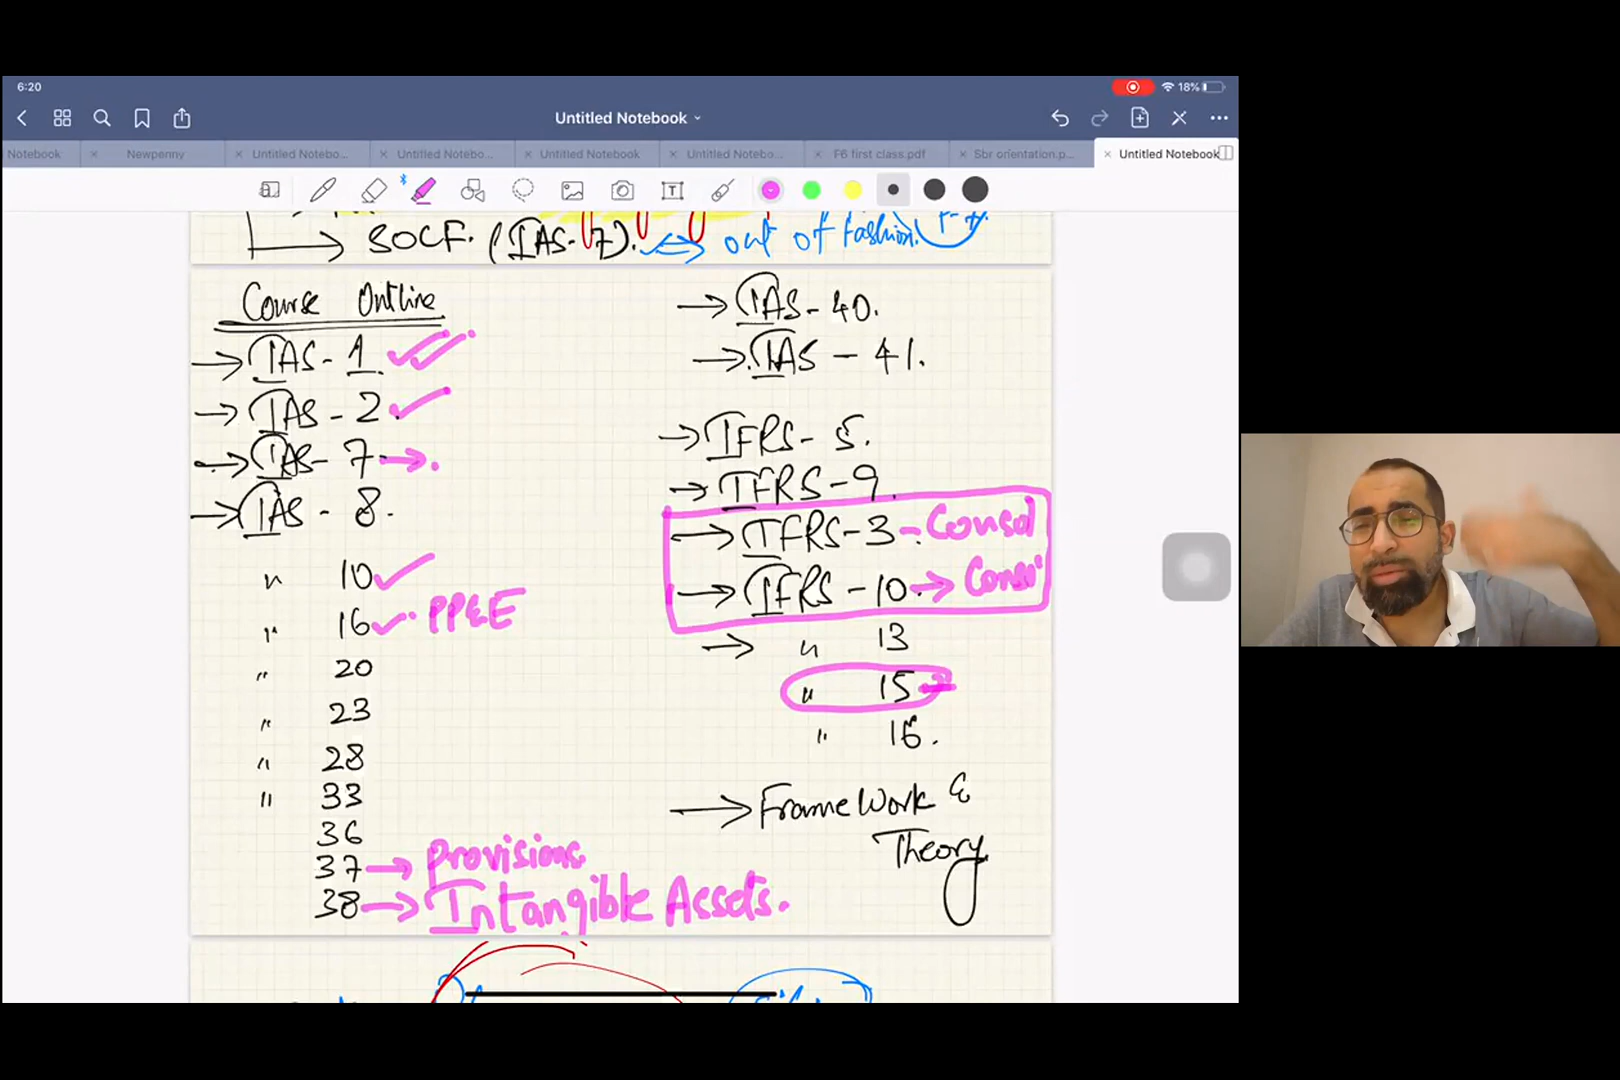 6:20
18%
Untitled Notebook
Notebook
Newpenny
Untitled Notebo...
Untitled Notebo...
Untitled Notebook
Untitled Notebo...
F6 first class.pdf
Sbr orientation.p...
Untitled Notebook
T
SOCF. (IAS-7). out of fashion.
Course Outline
IAS-1
IAS-2
IAS-7
IAS-8.
" 10
" 16 PP&E
" 20
" 23
" 28
" 33
36
37 → Provisions.
38 → Intangible Assets.
→ IAS-40.
→ IAS-41.
→ IFRS-5.
→ IFRS-9.
→ IFRS-3 - Consol
→ IFRS-10. → Consol
→ " 13
" 15
" 16.
→ FrameWork &
Theory.